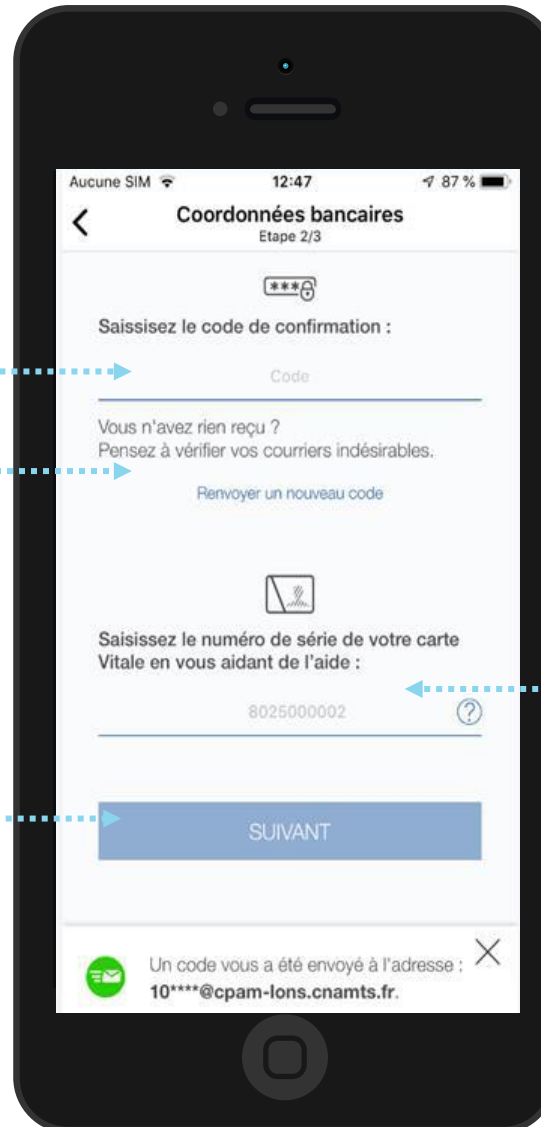 Aucune SIM 12:47 87 %
Coordonnées bancaires
Etape 2/3
***
Saissisez le code de confirmation :
Code
Vous n'avez rien reçu ?
Pensez à vérifier vos courriers indésirables.
Renvoyer un nouveau code
Saisissez le numéro de série de votre carte
Vitale en vous aidant de l'aide :
8025000002 ?
SUIVANT
Un code vous a été envoyé à l'adresse :
10****@cpam-lons.cnamts.fr.